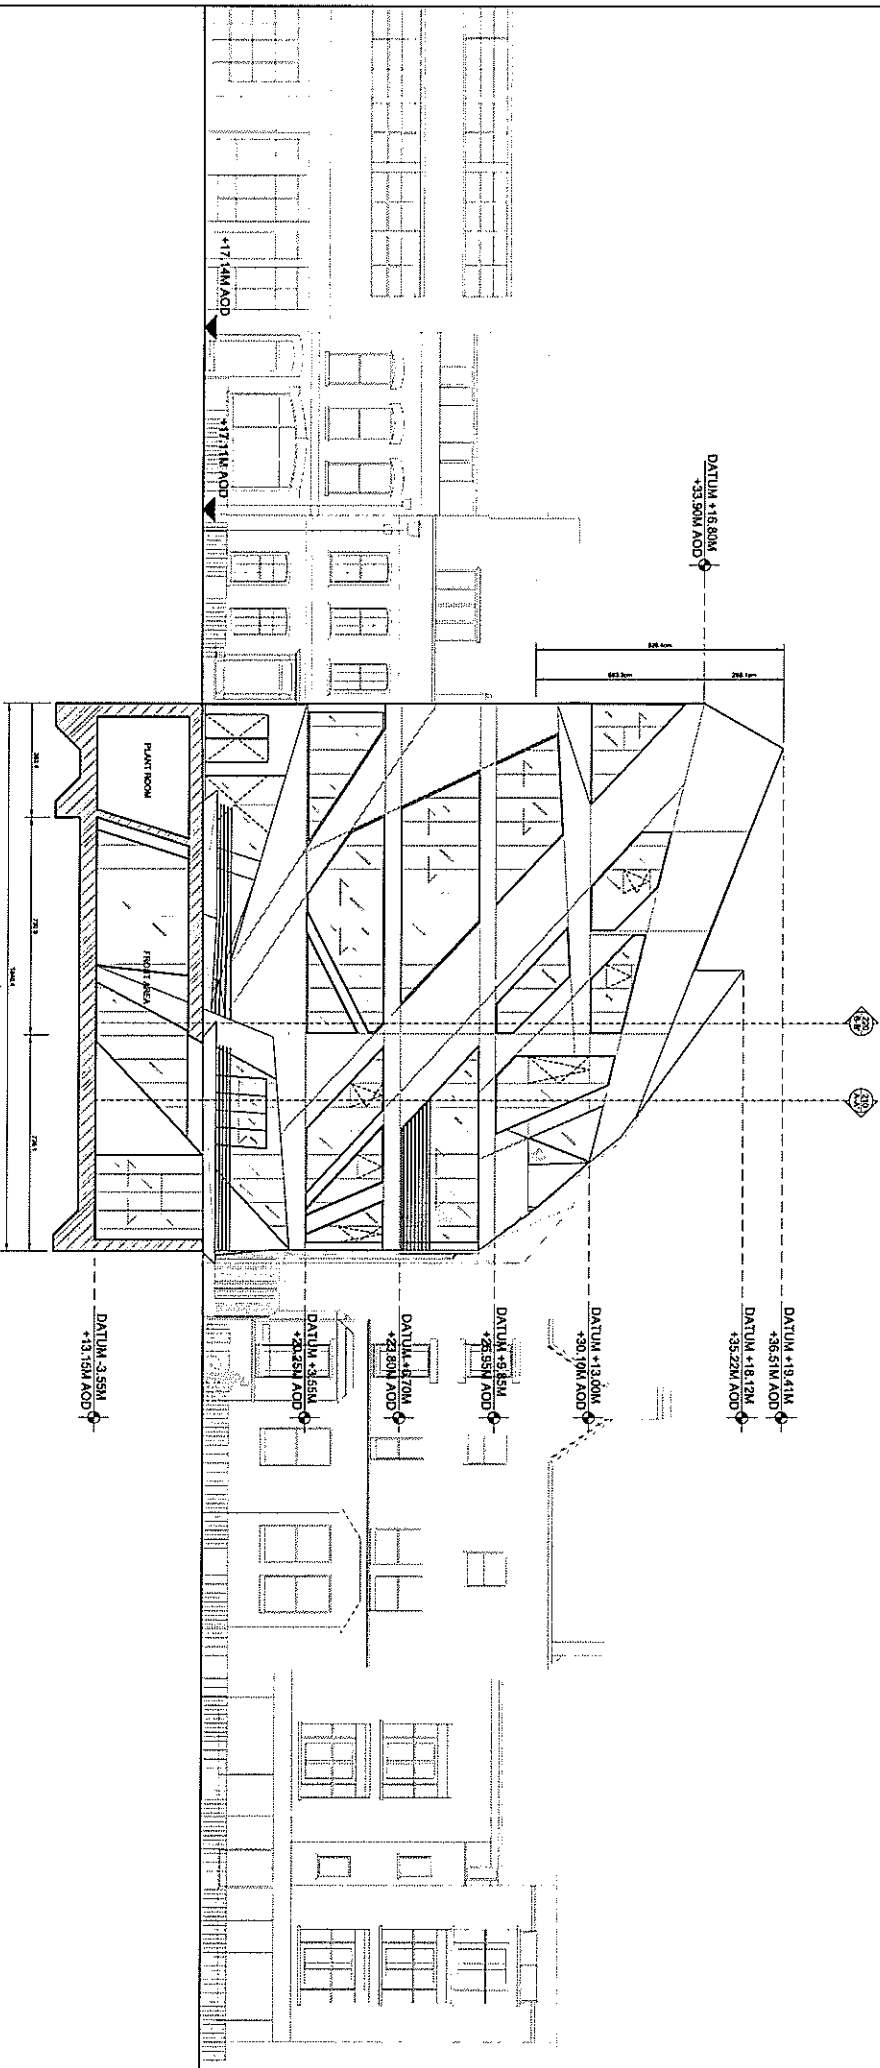 +17.14M AOD
+17.11M AOD
DATUM +16.80M
+33.90M AOD
PLANT ROOM
FRONT AREA
DATUM +19.41M
+36.51M AOD
DATUM +18.12M
+35.22M AOD
DATUM +13.00M
+30.10M AOD
DATUM +9.85M
+26.95M AOD
DATUM +6.70M
+23.80M AOD
DATUM +3.55M
+20.25M AOD
DATUM -3.55M
+13.15M AOD